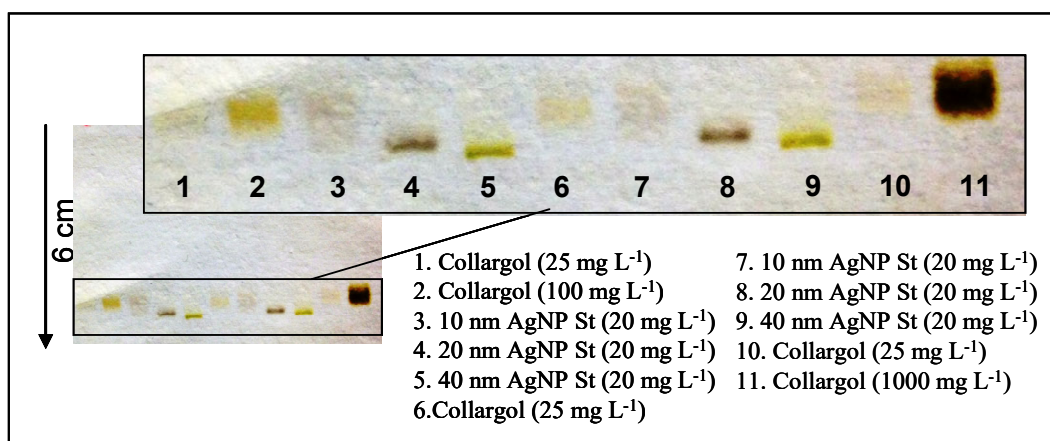 1 2 3 4 5 6 7 8 9 10 11
6 cm
1. Collargol (25 mg L⁻¹)
2. Collargol (100 mg L⁻¹)
3. 10 nm AgNP St (20 mg L⁻¹)
4. 20 nm AgNP St (20 mg L⁻¹)
5. 40 nm AgNP St (20 mg L⁻¹)
6.Collargol (25 mg L⁻¹)
7. 10 nm AgNP St (20 mg L⁻¹)
8. 20 nm AgNP St (20 mg L⁻¹)
9. 40 nm AgNP St (20 mg L⁻¹)
10. Collargol (25 mg L⁻¹)
11. Collargol (1000 mg L⁻¹)